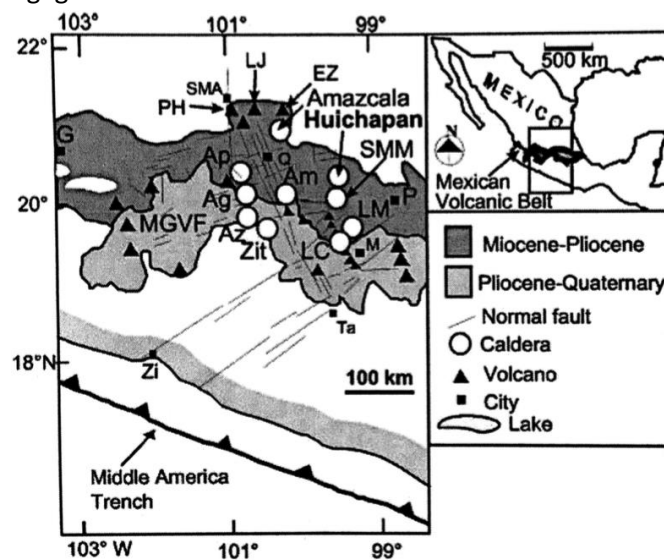 103°
101°
99°
22°
LJ
SMA
EZ
PH
Amazcala
Huichapan
G
Ap
Q
Am
SMM
20°
Ag
P
MGVF
Az
LM
Zit
LC
M
Ta
18°N
Zi
100 km
Middle America
Trench
103° W
101°
99°
500 km
MEXICO
N
Mexican
Volcanic Belt
Miocene-Pliocene
Pliocene-Quaternary
Normal fault
Caldera
Volcano
City
Lake